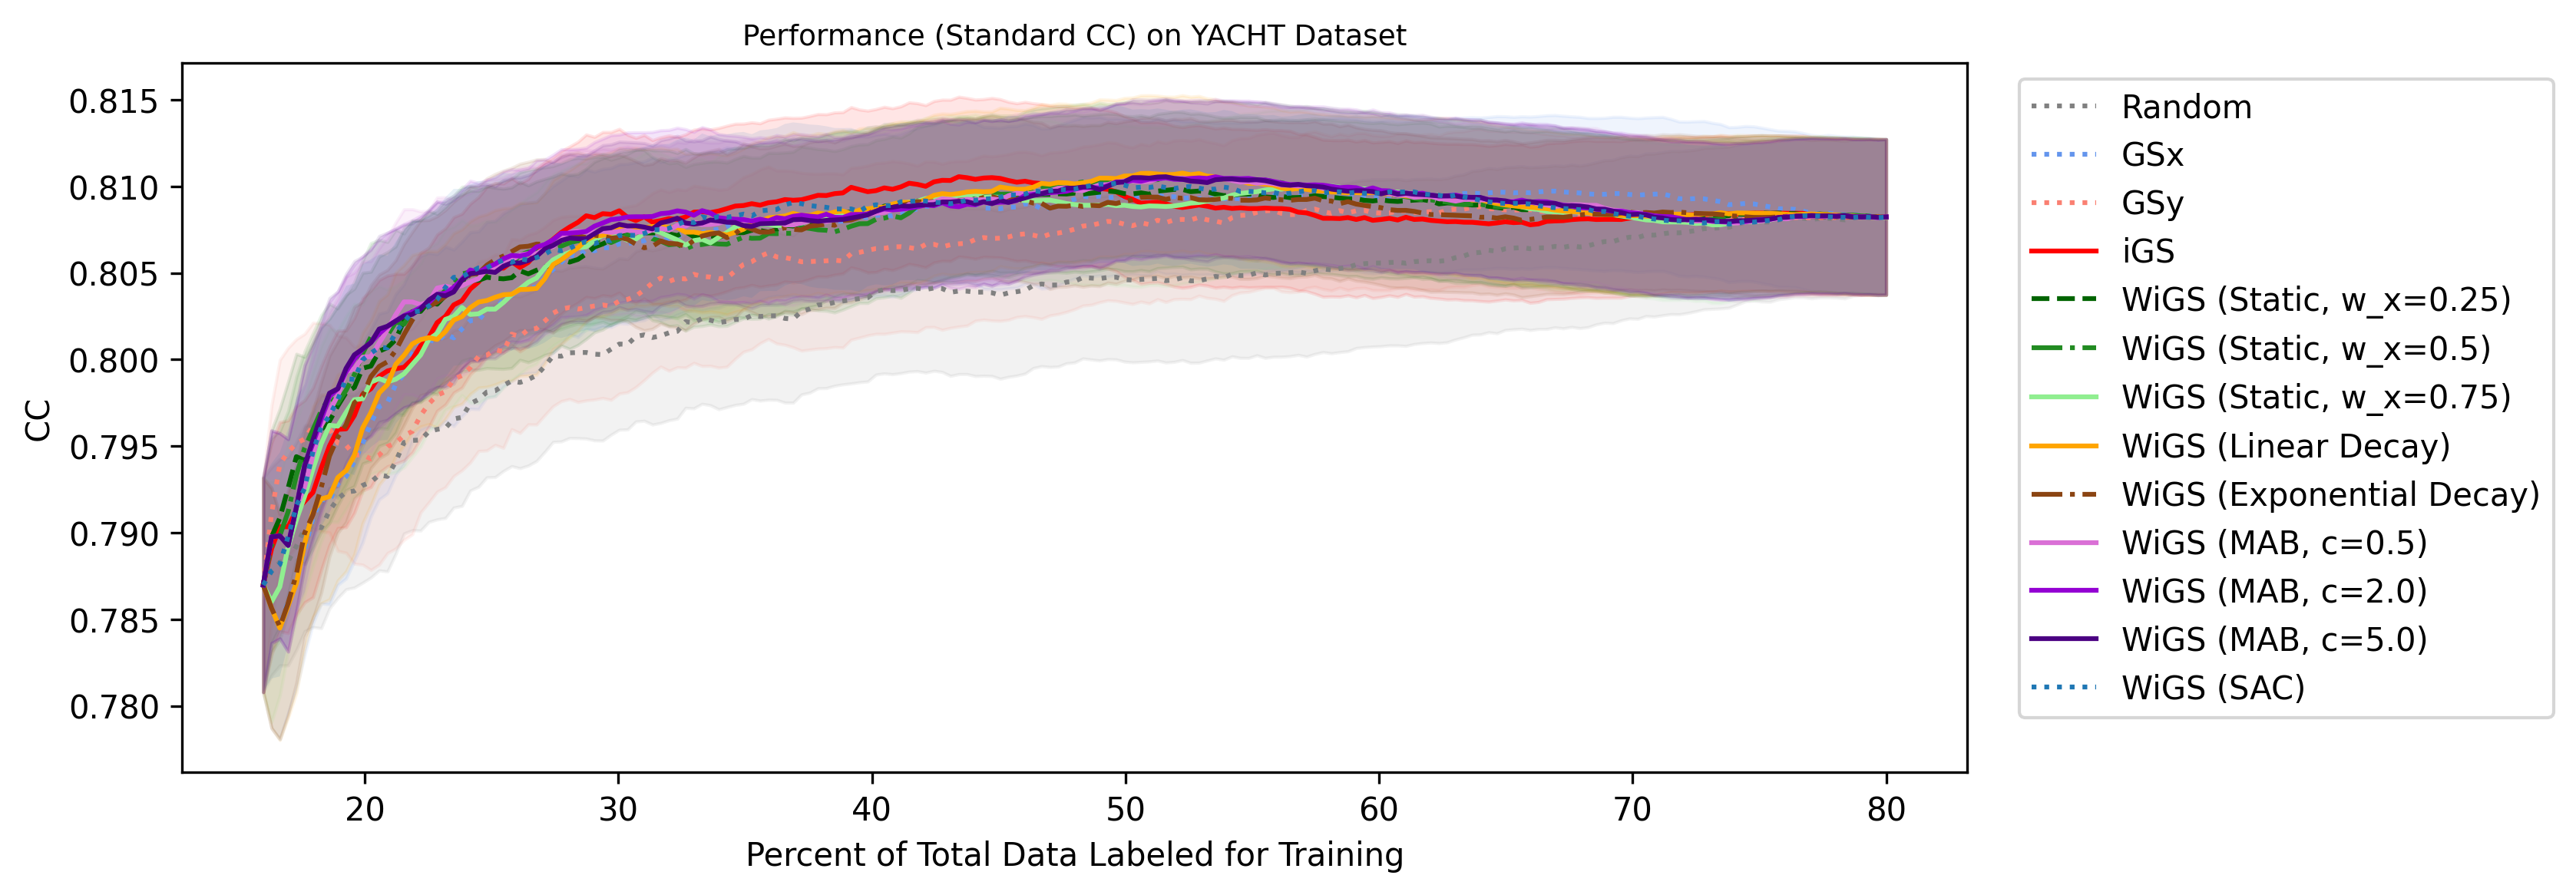 Performance (Standard CC) on YACHT Dataset
0.815
0.810
0.805
0.800
0.795
0.790
0.785
0.780
CC
20 30 40 50 60 70 80
Percent of Total Data Labeled for Training
Random
GSx
GSy
iGS
WiGS (Static, w_x=0.25)
WiGS (Static, w_x=0.5)
WiGS (Static, w_x=0.75)
WiGS (Linear Decay)
WiGS (Exponential Decay)
WiGS (MAB, c=0.5)
WiGS (MAB, c=2.0)
WiGS (MAB, c=5.0)
WiGS (SAC)